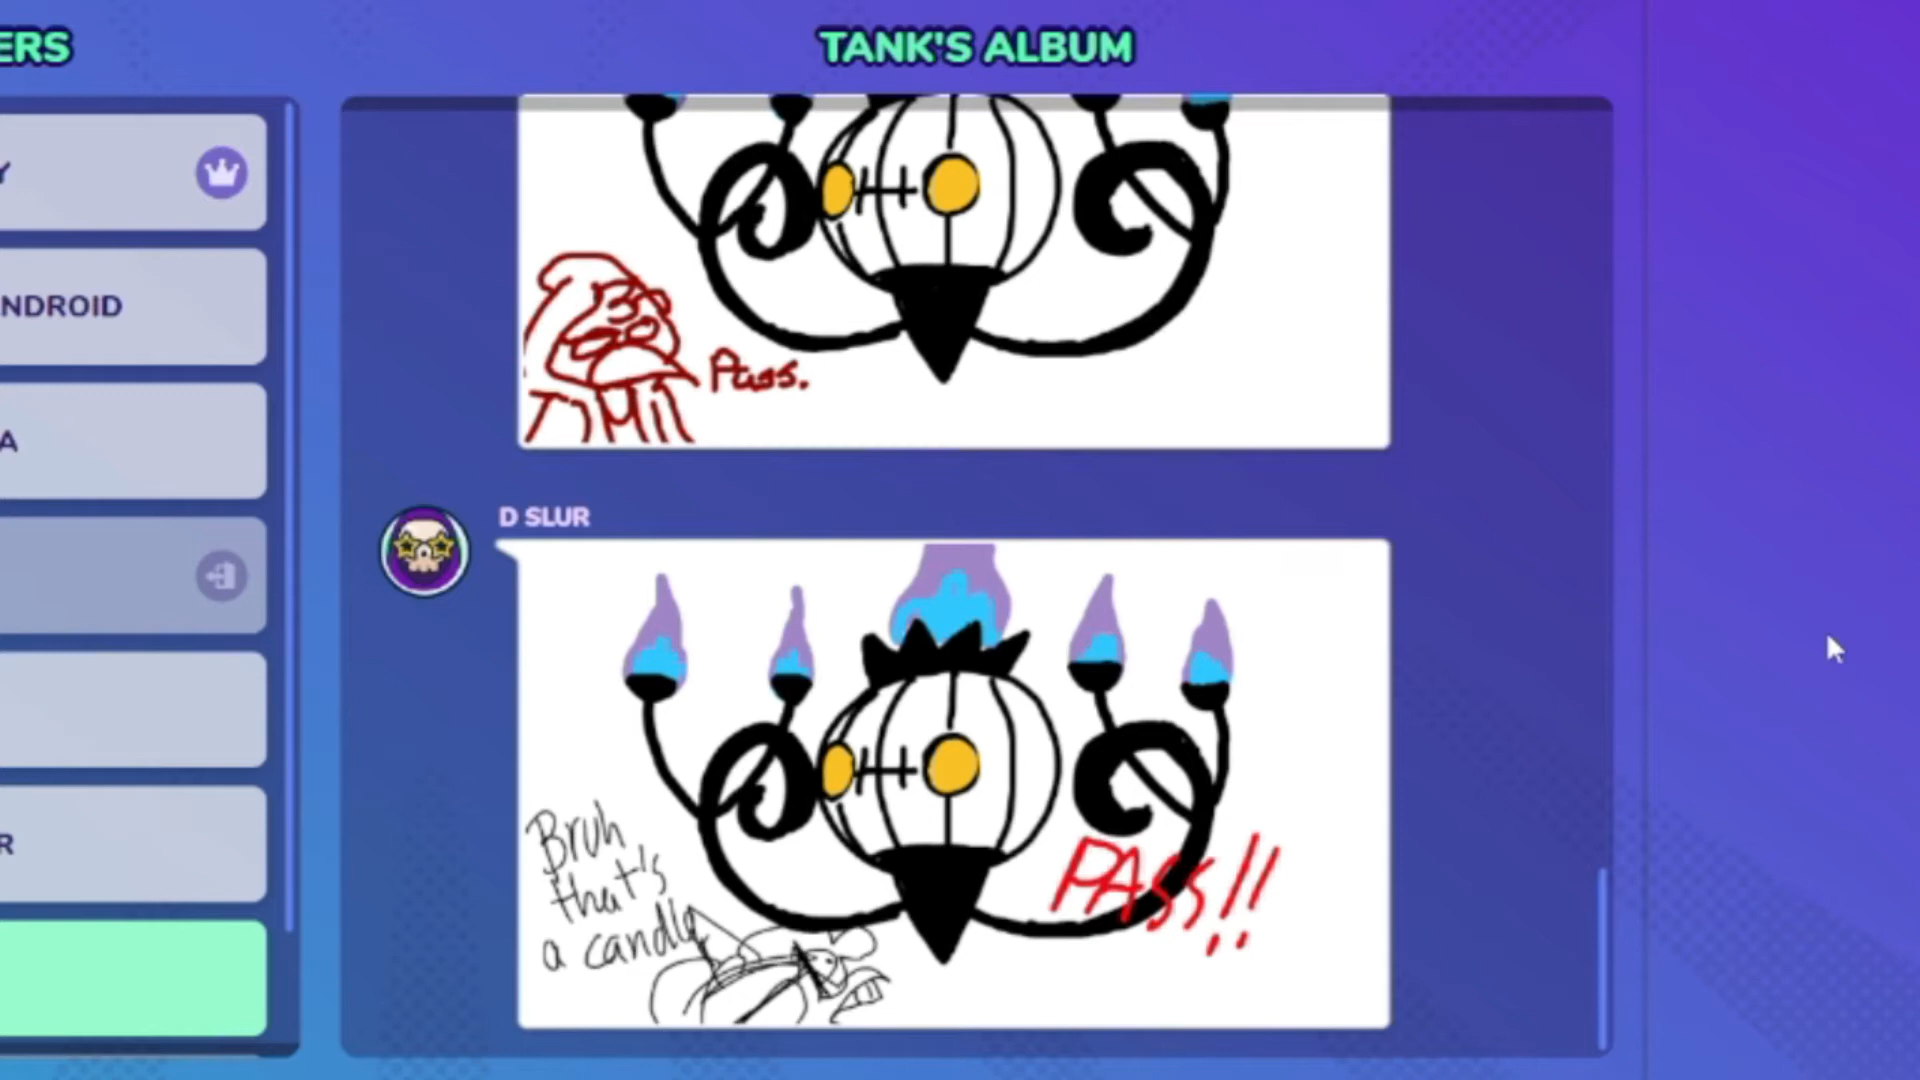 ERS
TANK'S ALBUM
Y
NDROID
A
R
Pass.
D SLUR
Bruh
that's
a candle
PASS!!